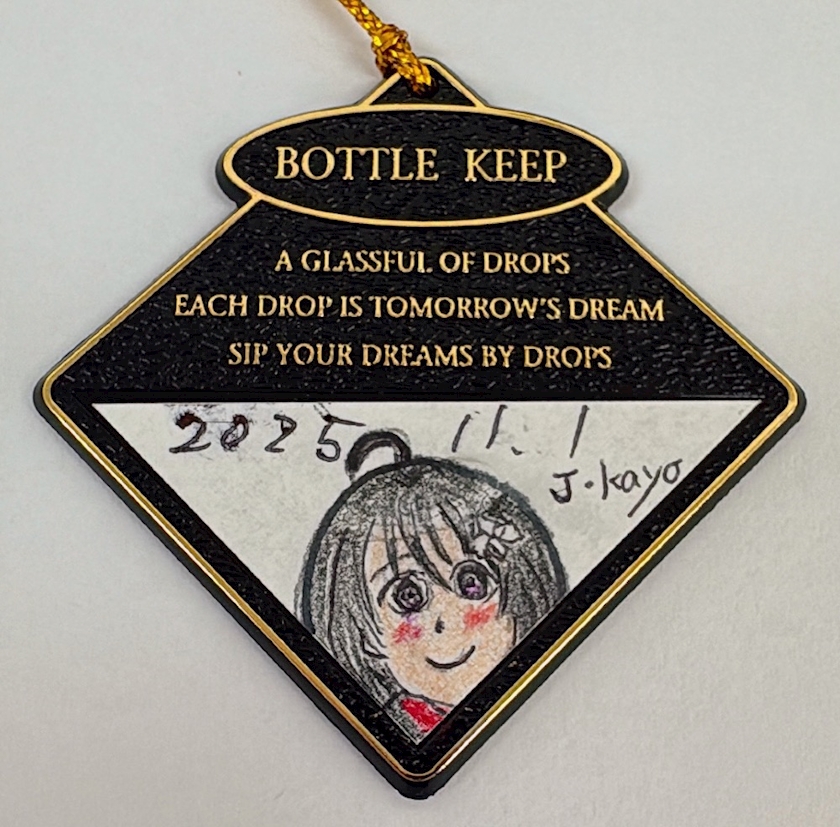 BOTTLE KEEP
A GLASSFUL OF DROPS
EACH DROP IS TOMORROW'S DREAM
SIP YOUR DREAMS BY DROPS
2025 11. 1
J・kayo